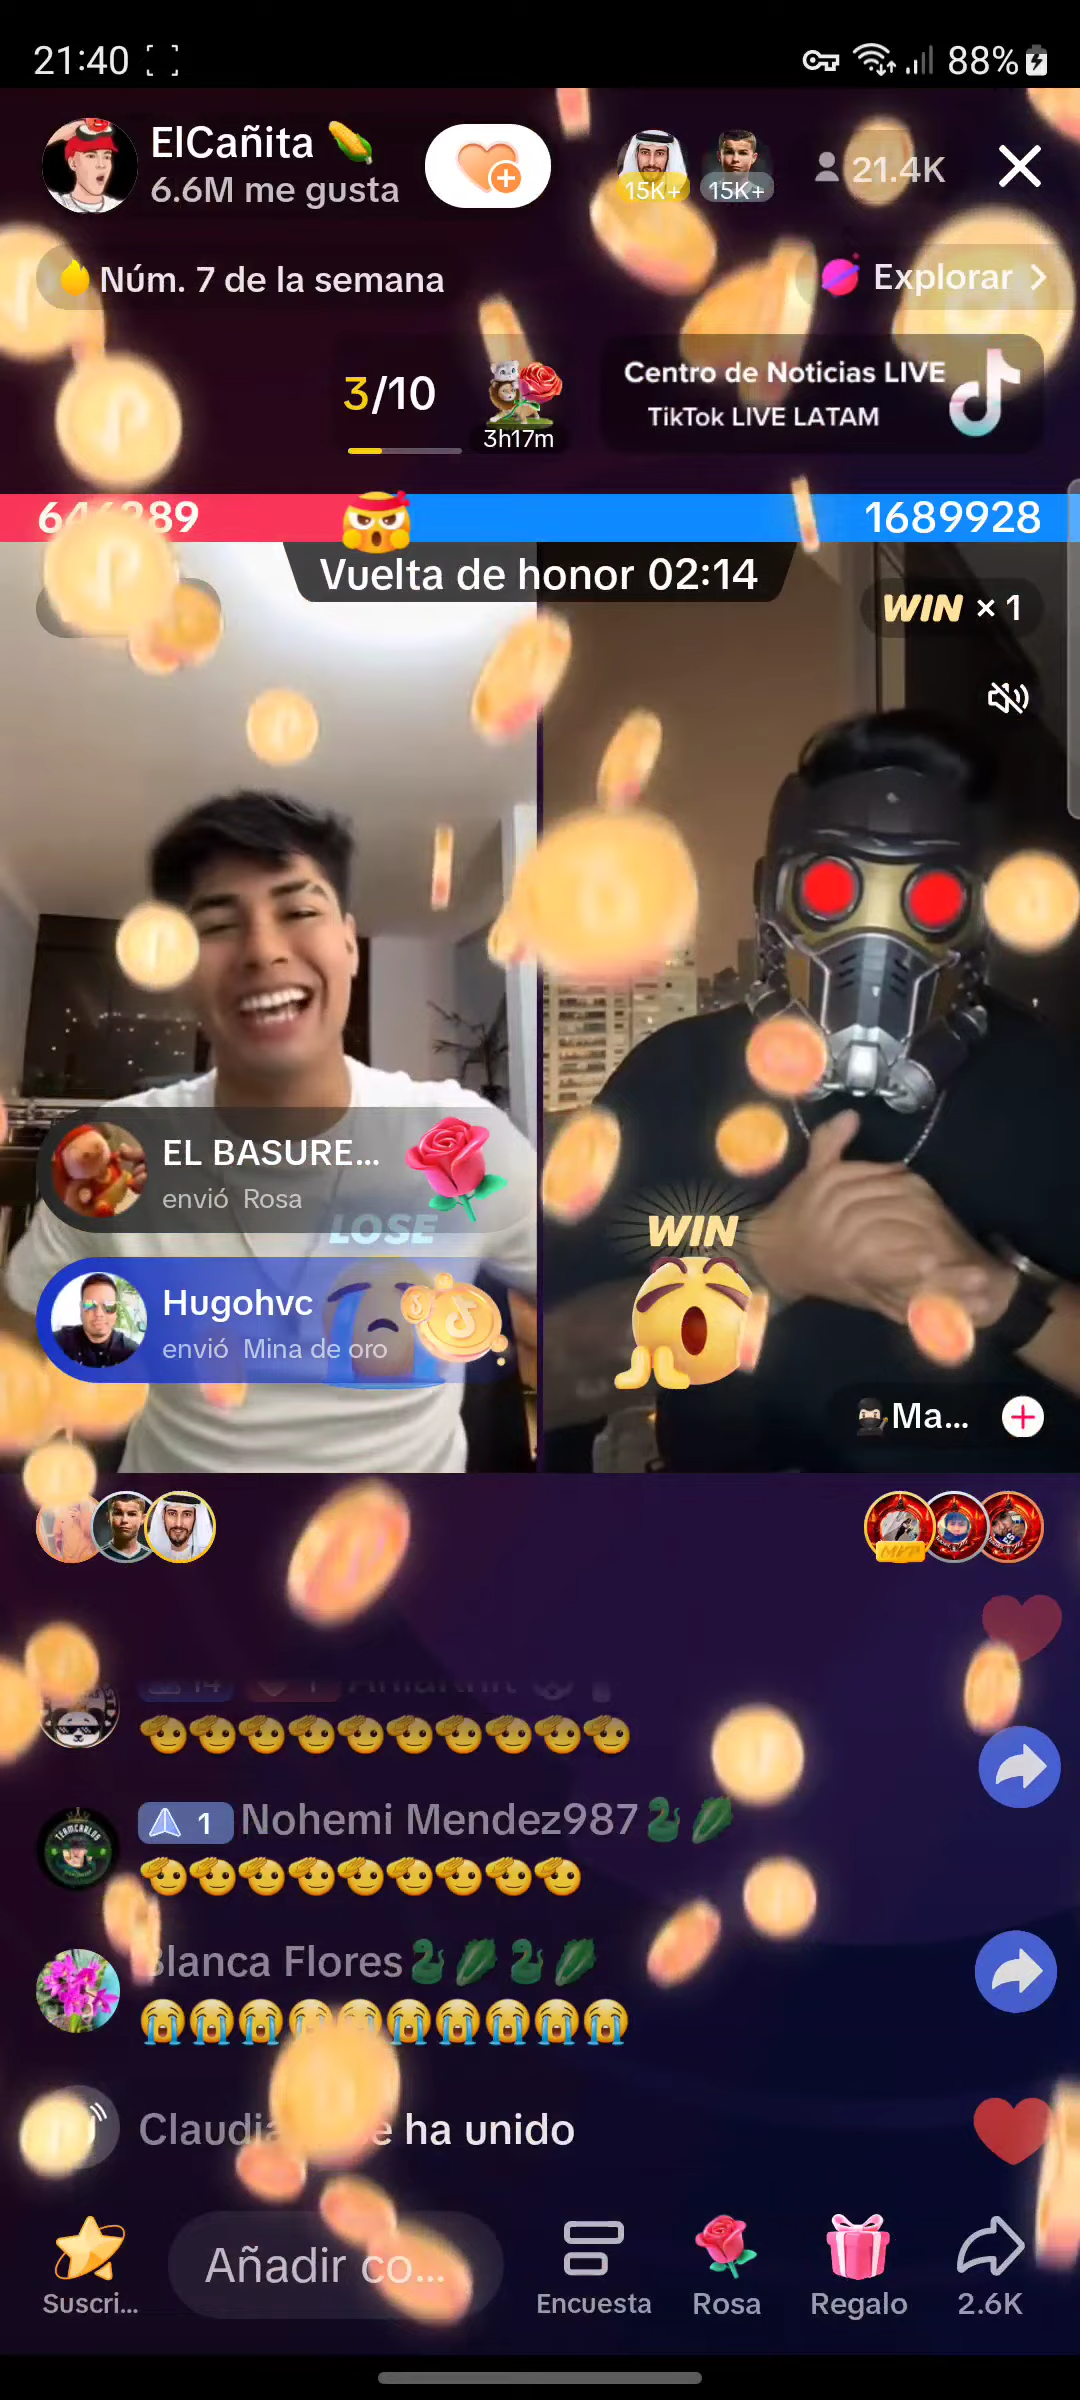 21:40
88%
ElCañita
6.6M me gusta
15K+
15K+
21.4K
Núm. 7 de la semana
Explorar
3/10
3h17m
Centro de Noticias LIVE
TikTok LIVE LATAM
1689928
Vuelta de honor 02:14
WIN × 1
EL BASURE...
envió Rosa
LOSE
WIN
Hugohvc
envió Mina de oro
Ma...
MVP
1 Nohemi Mendez987
Blanca Flores
ha unido
Añadir co...
Suscri...
Encuesta
Rosa
Regalo
2.6K